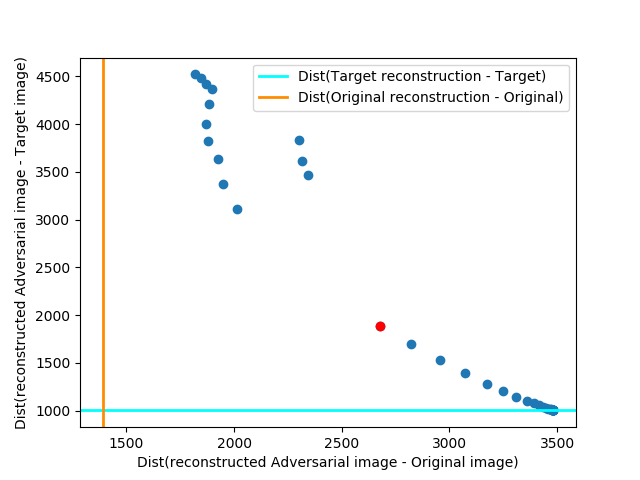 Dist(Target reconstruction - Target)
Dist(Original reconstruction - Original)
Dist(reconstructed Adversarial image - Target image)
4500
4000
3500
3000
2500
2000
1500
1000
1500 2000 2500 3000 3500
Dist(reconstructed Adversarial image - Original image)